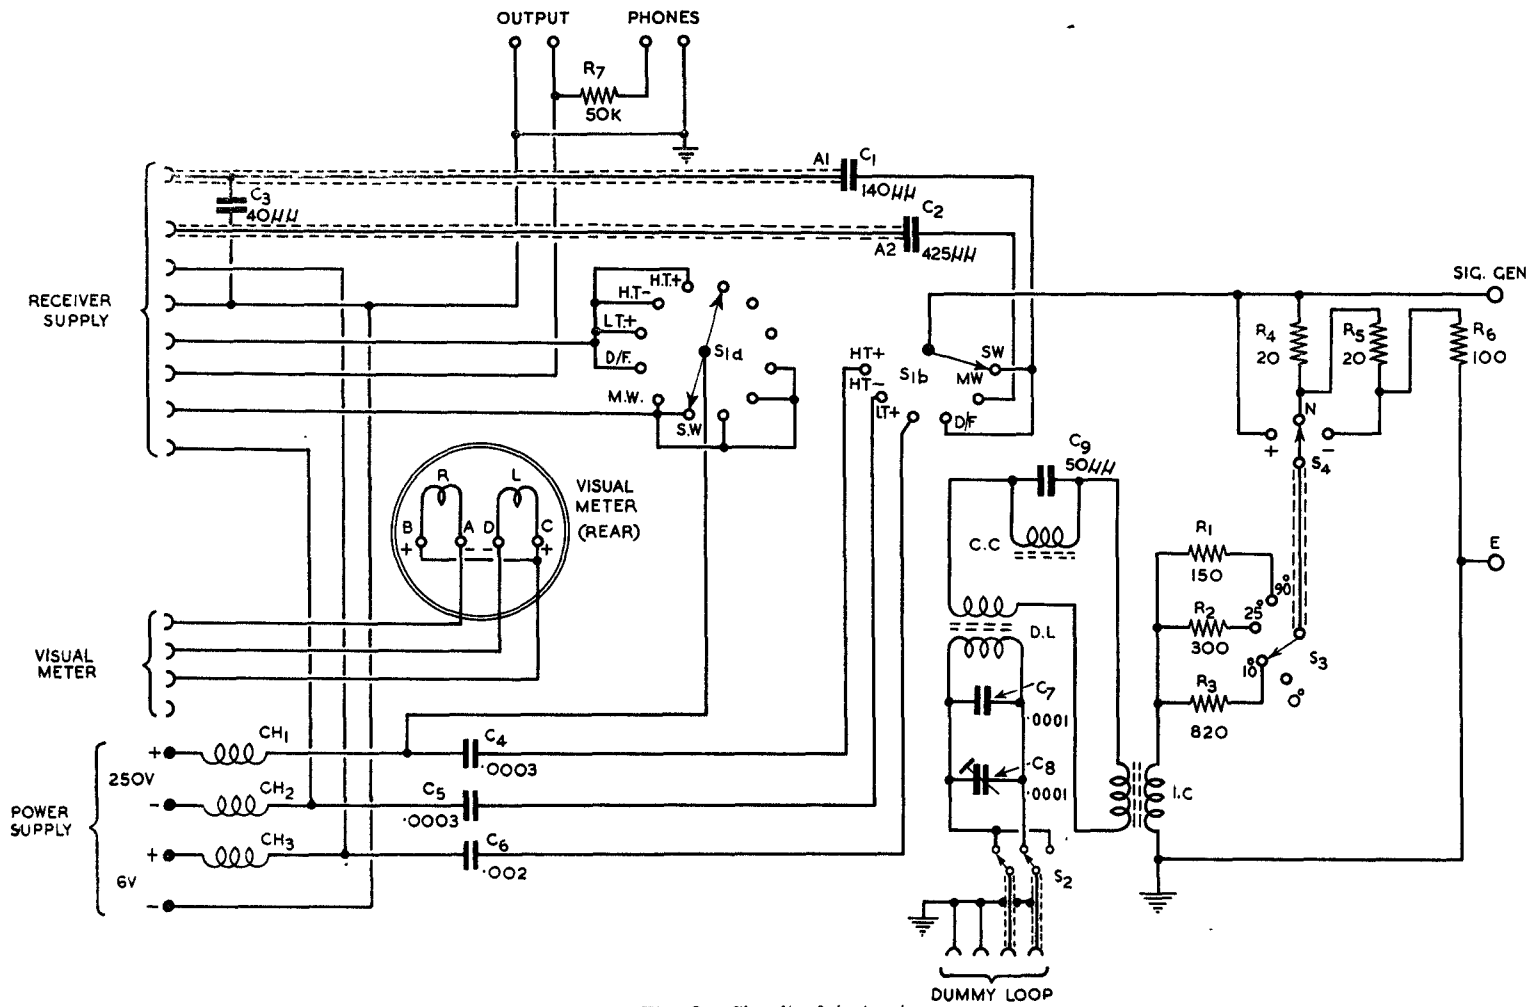 OUTPUT
PHONES
R7
50K
A1
C1
140µµ
C3
40µµ
A2
C2
425µµ
RECEIVER
SUPPLY
H.T.+
H.T-
L.T.+
D/F.
M.W.
S.W
S1a
HT+
HT-
LT+
D/F
MW
SW
S1b
SIG. GEN
R4
20
R5
20
R6
100
N
+
-
S4
E
R
L
B
A
D
C
+
-
-
+
VISUAL
METER
(REAR)
C9
50µµ
C.C
D.L
R1
150
R2
300
R3
820
90°
25°
10°
0°
S3
VISUAL
METER
C7
.0001
C8
.0001
I.C
POWER
SUPPLY
+
250V
-
+
6V
-
CH1
CH2
CH3
C4
.0003
C5
.0003
C6
.002
S2
DUMMY LOOP